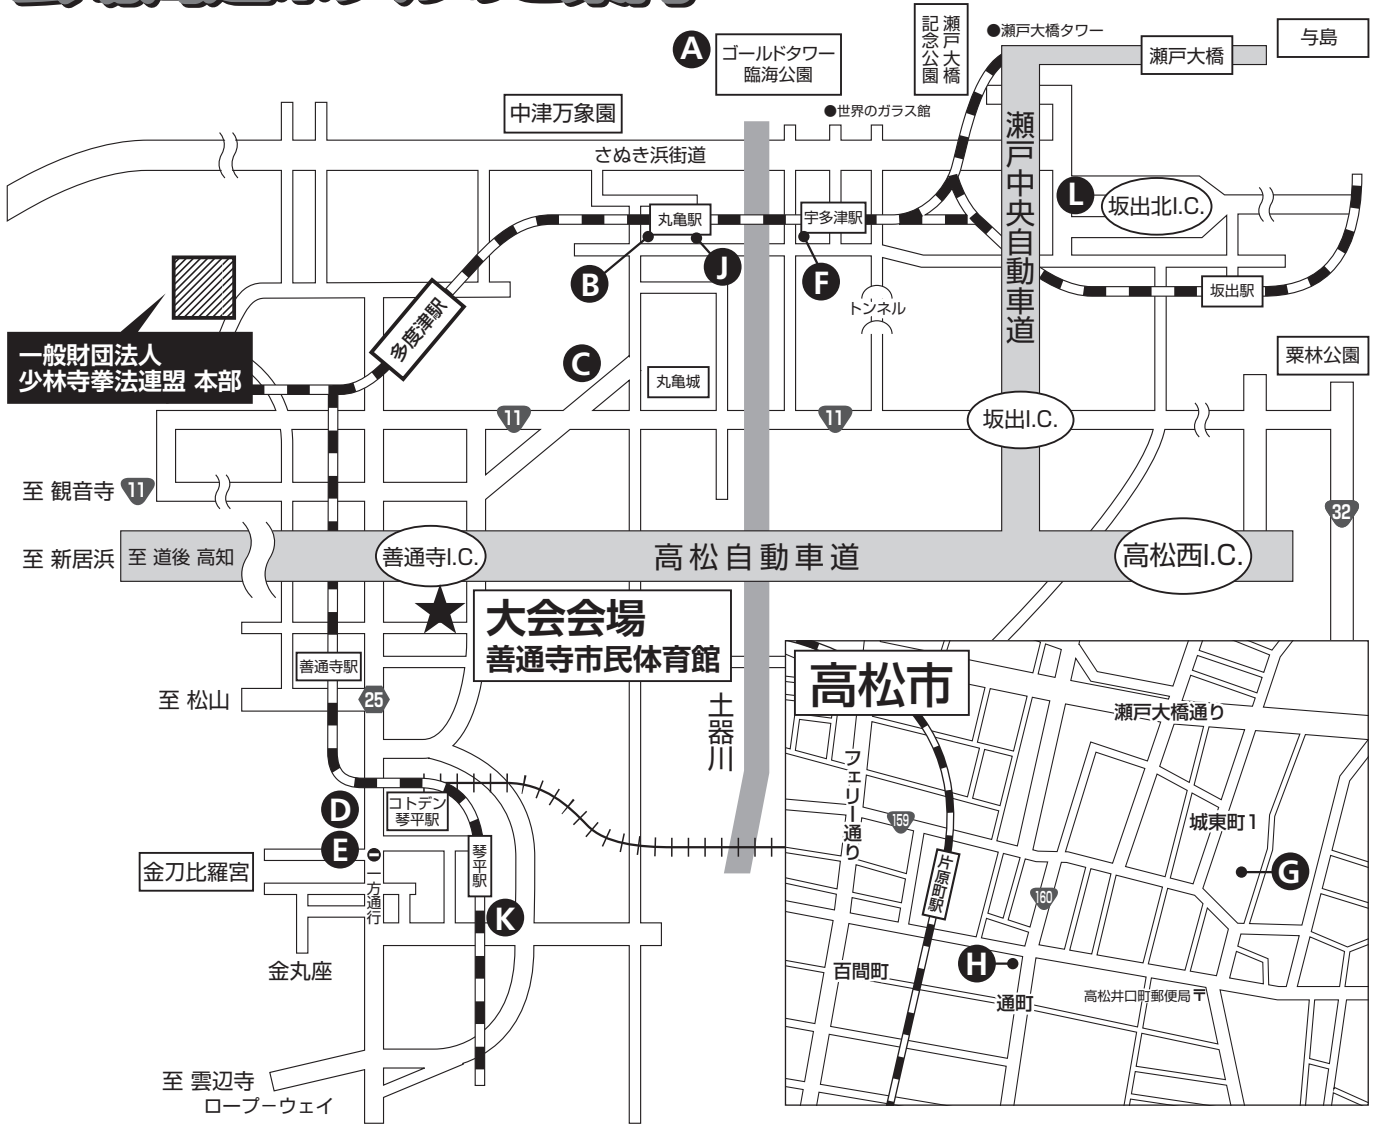 A
ゴールドタワー
臨海公園
瀬戸大橋
記念公園
●瀬戸大橋タワー
瀬戸大橋
与島
中津万象園
●世界のガラス館
さぬき浜街道
瀬戸中央自動車道
L
坂出北I.C.
丸亀駅
宇多津駅
B
J
F
トンネル
坂出駅
多度津駅
一般財団法人
少林寺拳法連盟 本部
C
丸亀城
栗林公園
11
11
坂出I.C.
至 観音寺
11
32
至 新居浜
至 道後 高知
善通寺I.C.
高松自動車道
高松西I.C.
★
大会会場
善通寺市民体育館
善通寺駅
至 松山
25
土器川
高松市
瀬戸大橋通り
フェリー通り
159
城東町1
片原町駅
G
160
H
百間町
通町
高松井口町郵便局〒
D
コトデン
琴平駅
E
金刀比羅宮
一方通行
琴平駅
K
金丸座
至 雲辺寺
ロープーウェイ